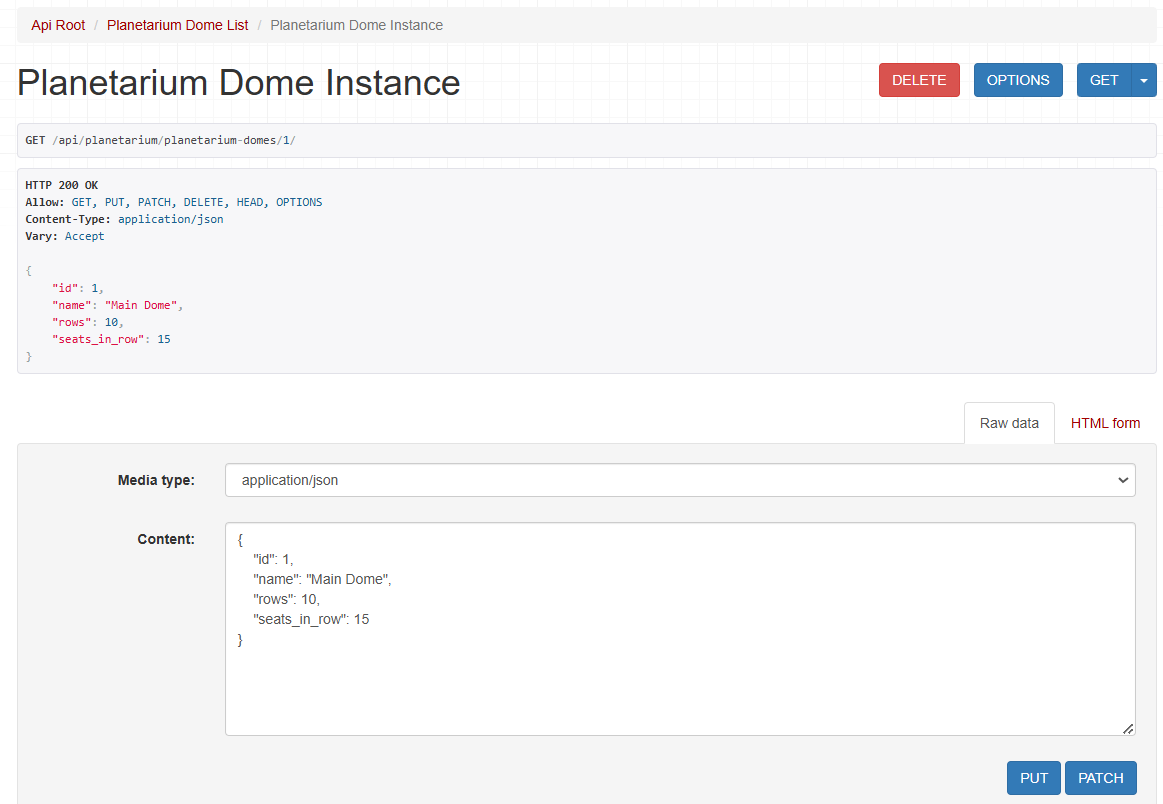 Api Root / Planetarium Dome List / Planetarium Dome Instance
Planetarium Dome Instance
DELETE OPTIONS GET
GET /api/planetarium/planetarium-domes/1/
HTTP 200 OK
Allow: GET, PUT, PATCH, DELETE, HEAD, OPTIONS
Content-Type: application/json
Vary: Accept
{
    "id": 1,
    "name": "Main Dome",
    "rows": 10,
    "seats_in_row": 15
}
Raw data HTML form
Media type: application/json
Content:
{
    "id": 1,
    "name": "Main Dome",
    "rows": 10,
    "seats_in_row": 15
}
PUT PATCH